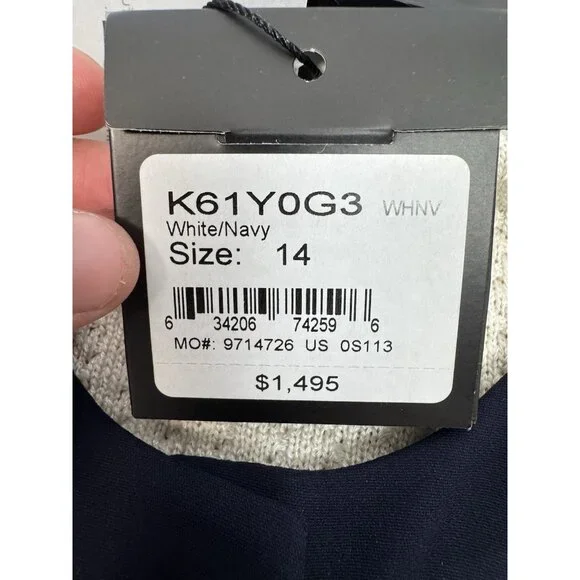 K61Y0G3 WHNV
White/Navy
Size: 14
6 34206 74259 6
MO#: 9714726 US 0S113
$1,495